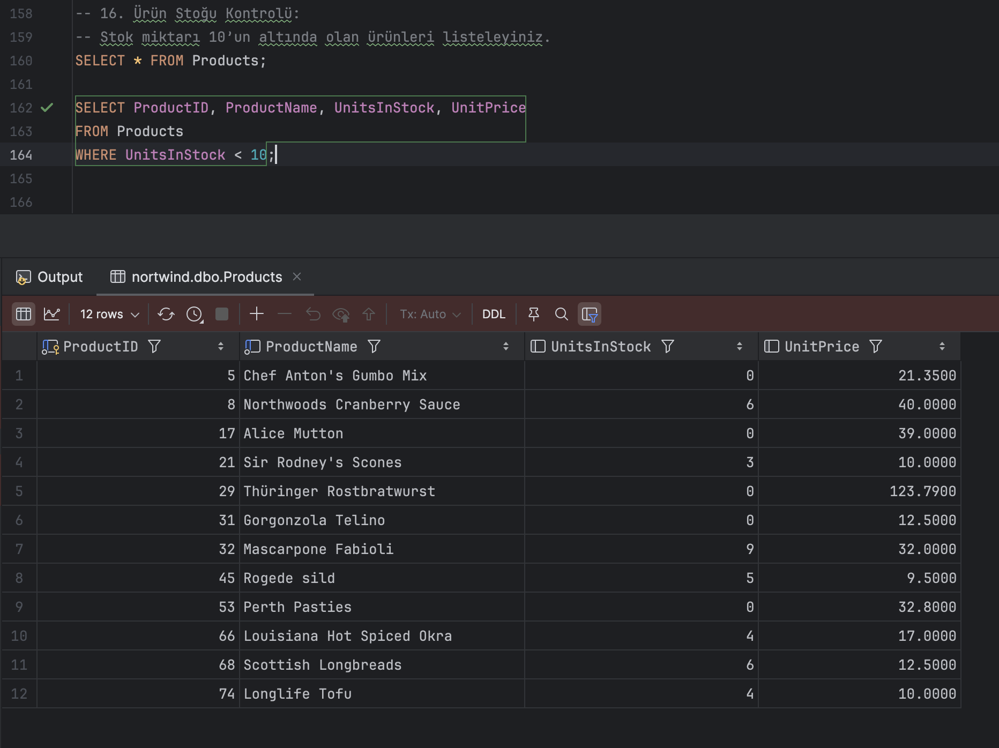 158 -- 16. Ürün Stoğu Kontrolü:
159 -- Stok miktarı 10’un altında olan ürünleri listeleyiniz.
160 SELECT * FROM Products;
161
162 SELECT ProductID, ProductName, UnitsInStock, UnitPrice
163 FROM Products
164 WHERE UnitsInStock < 10;
165
166
Output nortwind.dbo.Products
12 rows Tx: Auto DDL
ProductID ProductName UnitsInStock UnitPrice
1 5 Chef Anton's Gumbo Mix 0 21.3500
2 8 Northwoods Cranberry Sauce 6 40.0000
3 17 Alice Mutton 0 39.0000
4 21 Sir Rodney's Scones 3 10.0000
5 29 Thüringer Rostbratwurst 0 123.7900
6 31 Gorgonzola Telino 0 12.5000
7 32 Mascarpone Fabioli 9 32.0000
8 45 Rogede sild 5 9.5000
9 53 Perth Pasties 0 32.8000
10 66 Louisiana Hot Spiced Okra 4 17.0000
11 68 Scottish Longbreads 6 12.5000
12 74 Longlife Tofu 4 10.0000